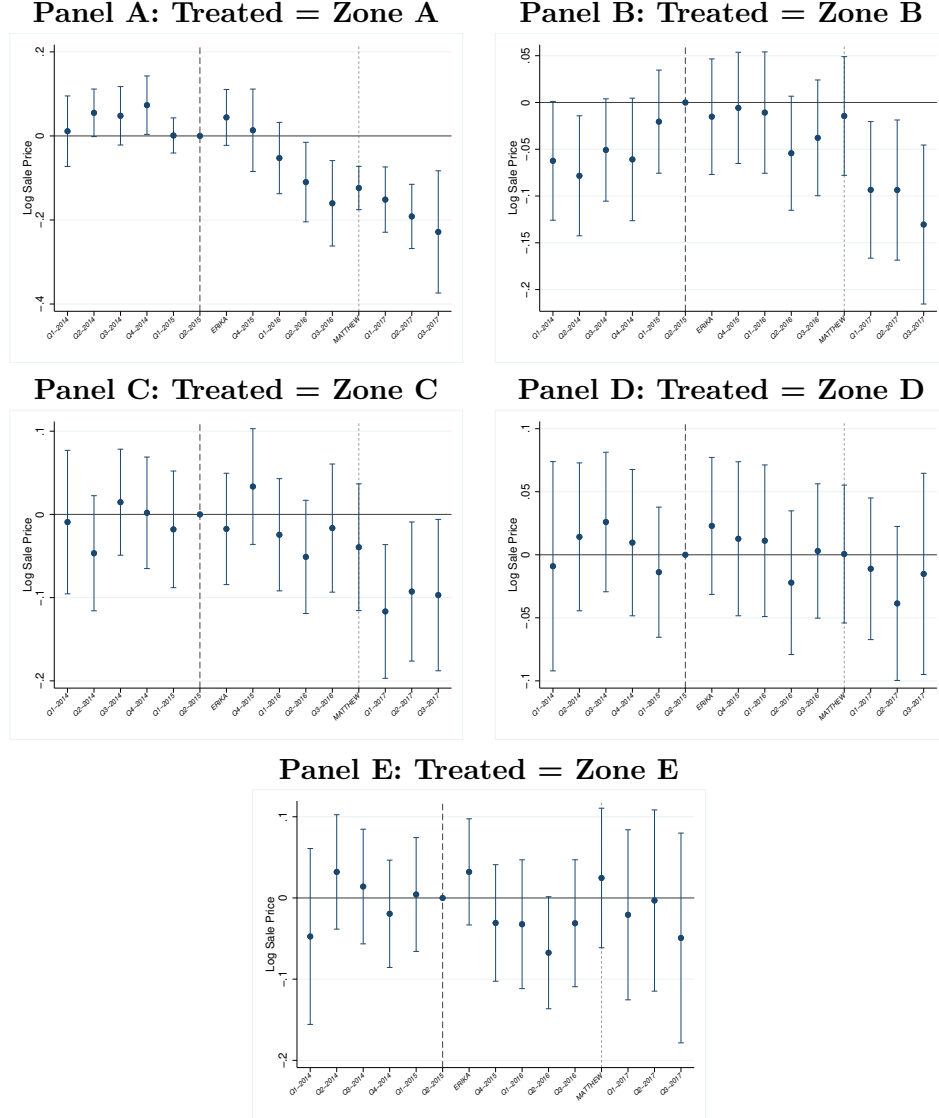 Panel A: Treated = Zone A
Log Sale Price
.2
0
-.2
-.4
Q1-2014
Q2-2014
Q3-2014
Q4-2014
Q1-2015
Q2-2015
ERIKA
Q4-2015
Q1-2016
Q2-2016
Q3-2016
MATTHEW
Q1-2017
Q2-2017
Q3-2017
Panel B: Treated = Zone B
Log Sale Price
.05
0
-.05
-.1
-.15
-.2
Q1-2014
Q2-2014
Q3-2014
Q4-2014
Q1-2015
Q2-2015
ERIKA
Q4-2015
Q1-2016
Q2-2016
Q3-2016
MATTHEW
Q1-2017
Q2-2017
Q3-2017
Panel C: Treated = Zone C
Log Sale Price
.1
0
-.1
-.2
Q1-2014
Q2-2014
Q3-2014
Q4-2014
Q1-2015
Q2-2015
ERIKA
Q4-2015
Q1-2016
Q2-2016
Q3-2016
MATTHEW
Q1-2017
Q2-2017
Q3-2017
Panel D: Treated = Zone D
Log Sale Price
.1
.05
0
-.05
-.1
Q1-2014
Q2-2014
Q3-2014
Q4-2014
Q1-2015
Q2-2015
ERIKA
Q4-2015
Q1-2016
Q2-2016
Q3-2016
MATTHEW
Q1-2017
Q2-2017
Q3-2017
Panel E: Treated = Zone E
Log Sale Price
.1
0
-.1
-.2
Q1-2014
Q2-2014
Q3-2014
Q4-2014
Q1-2015
Q2-2015
ERIKA
Q4-2015
Q1-2016
Q2-2016
Q3-2016
MATTHEW
Q1-2017
Q2-2017
Q3-2017